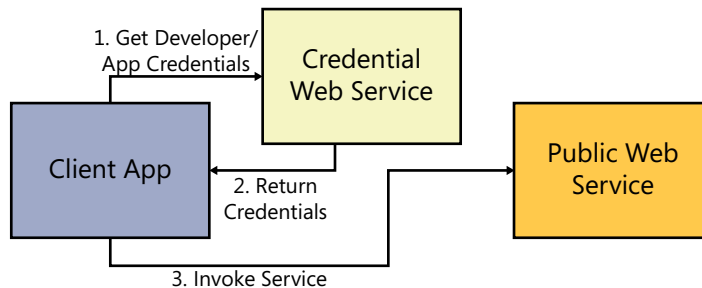 1. Get Developer/
App Credentials
Credential
Web Service
Client App
Public Web
Service
2. Return
Credentials
3. Invoke Service